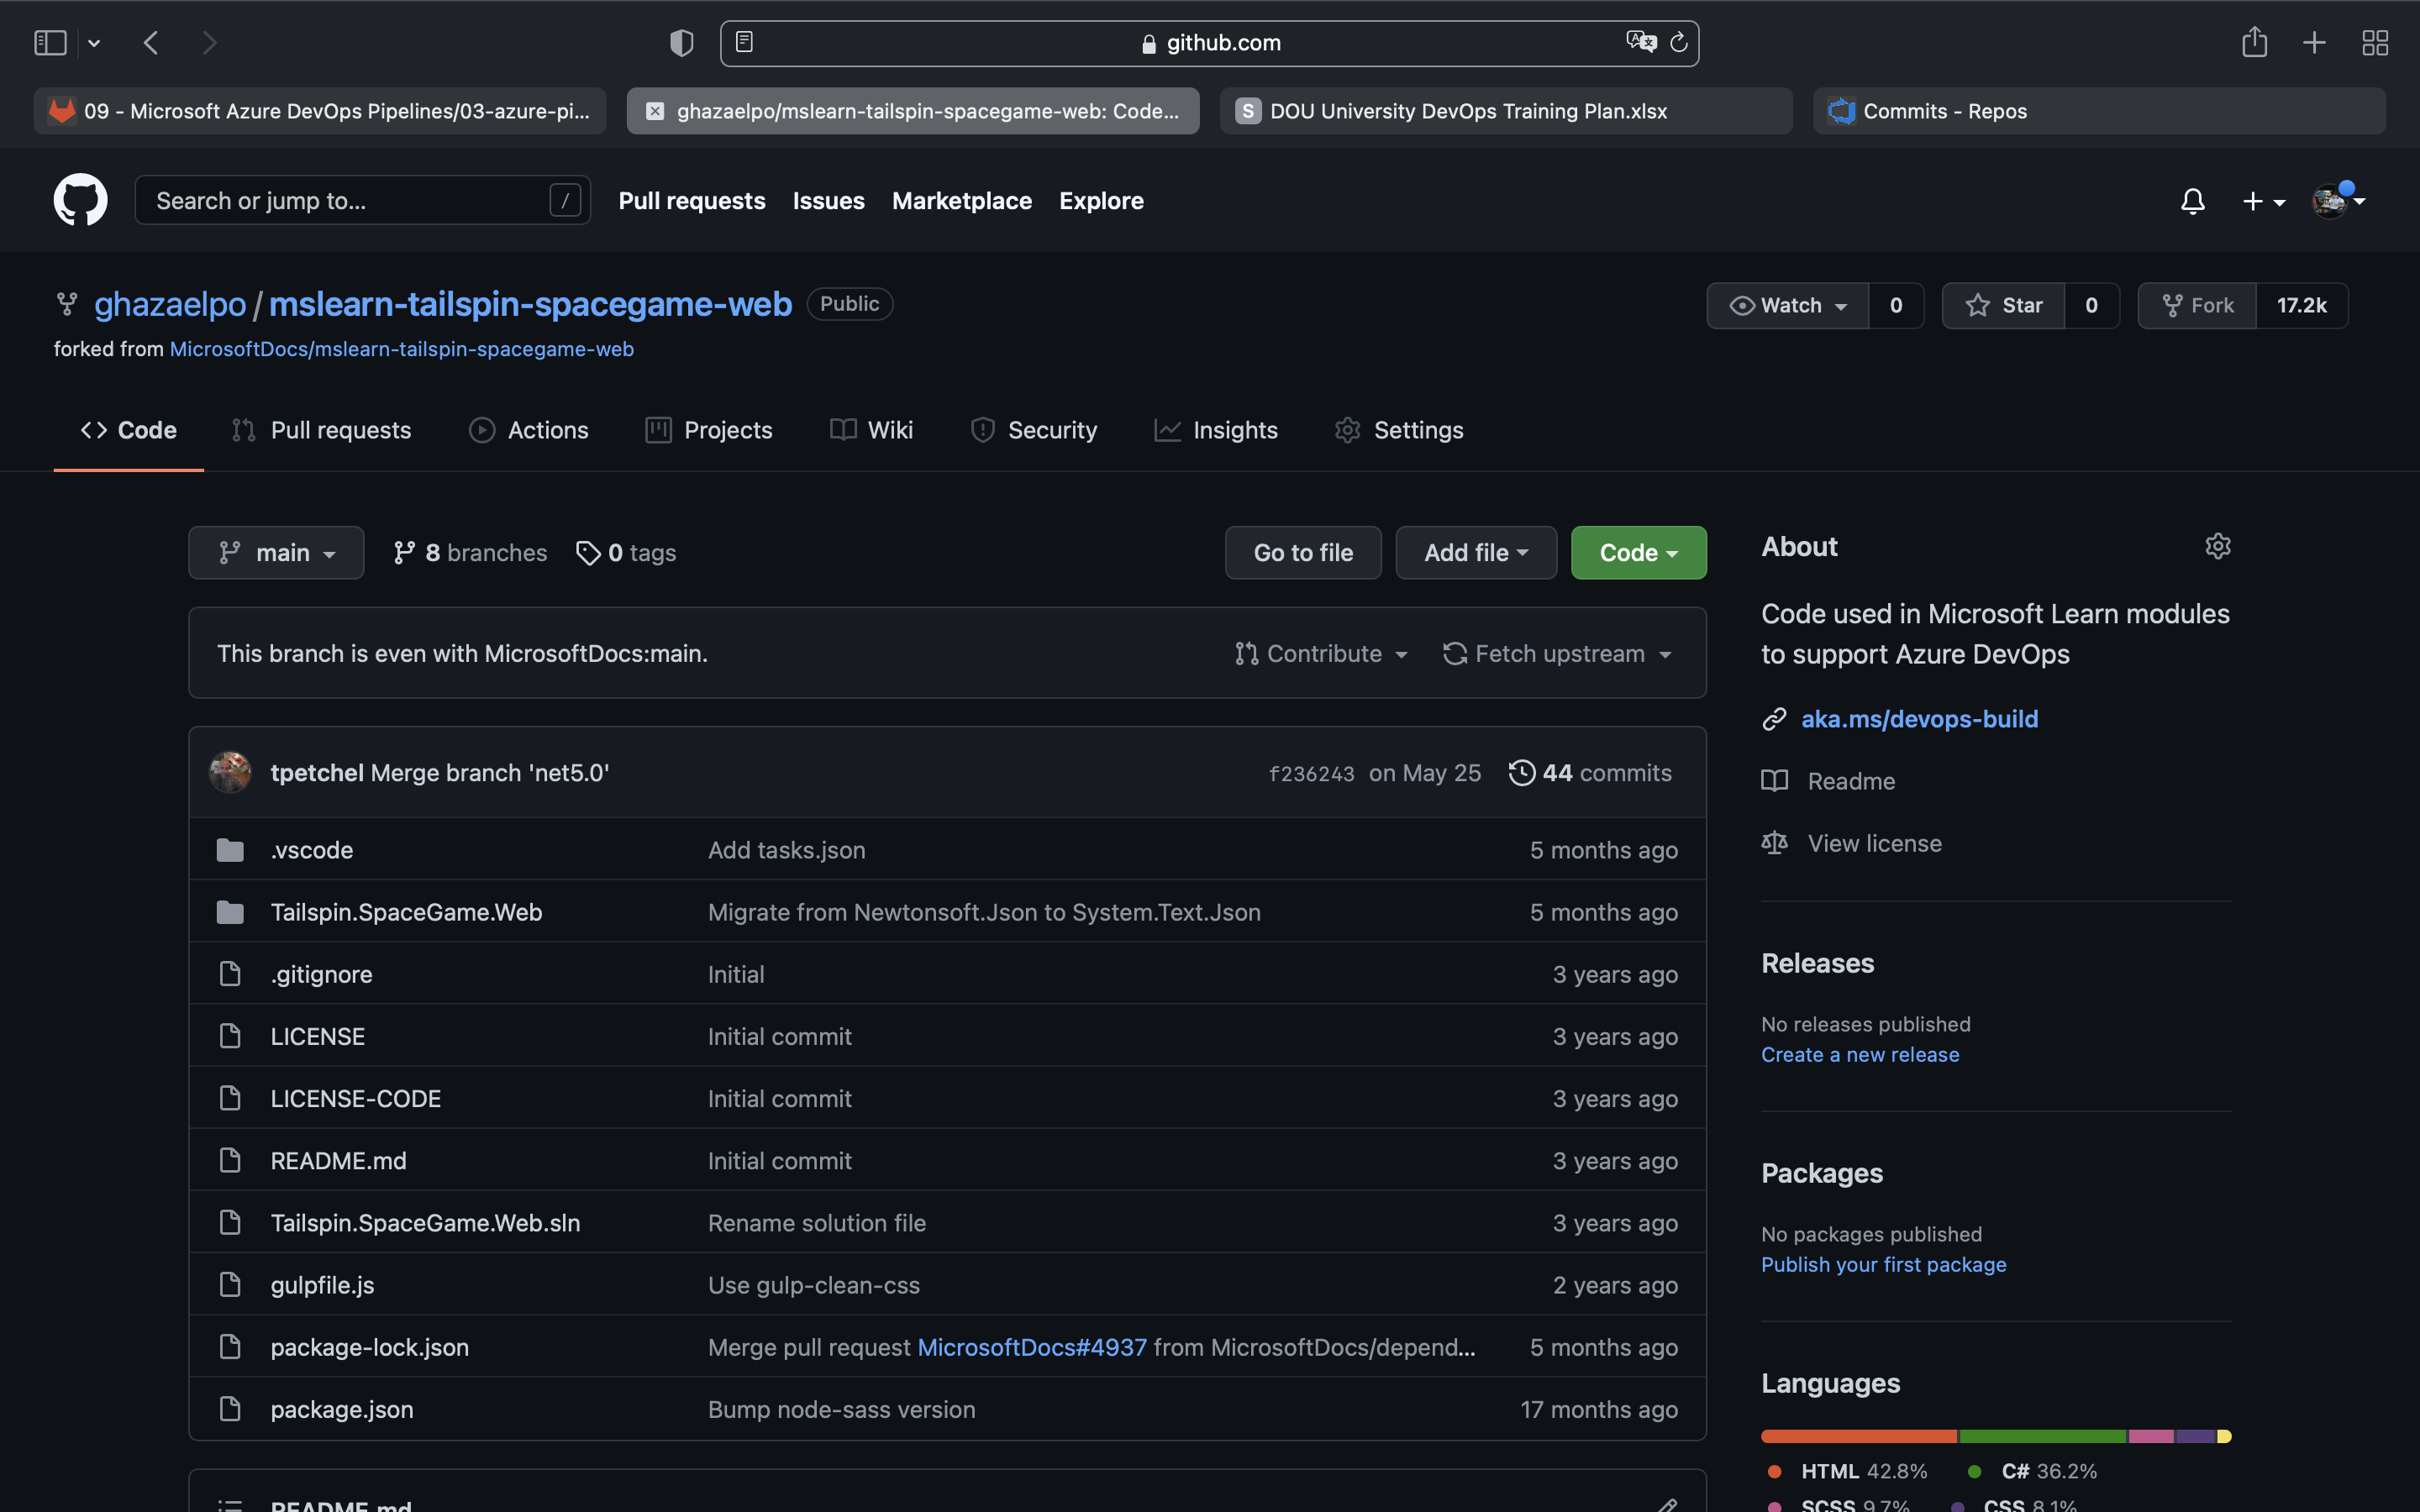 github.com
09 - Microsoft Azure DevOps Pipelines/03-azure-pi...
ghazaelpo/mslearn-tailspin-spacegame-web: Code...
S DOU University DevOps Training Plan.xlsx
Commits - Repos
Search or jump to... /
Pull requests Issues Marketplace Explore
ghazaelpo / mslearn-tailspin-spacegame-web Public
Watch 0 Star 0 Fork 17.2k
forked from MicrosoftDocs/mslearn-tailspin-spacegame-web
Code Pull requests Actions Projects Wiki Security Insights Settings
main 8 branches 0 tags
Go to file Add file Code
This branch is even with MicrosoftDocs:main.
Contribute Fetch upstream
tpetchel Merge branch 'net5.0' f236243 on May 25 44 commits
.vscode Add tasks.json 5 months ago
Tailspin.SpaceGame.Web Migrate from Newtonsoft.Json to System.Text.Json 5 months ago
.gitignore Initial 3 years ago
LICENSE Initial commit 3 years ago
LICENSE-CODE Initial commit 3 years ago
README.md Initial commit 3 years ago
Tailspin.SpaceGame.Web.sln Rename solution file 3 years ago
gulpfile.js Use gulp-clean-css 2 years ago
package-lock.json Merge pull request MicrosoftDocs#4937 from MicrosoftDocs/depend... 5 months ago
package.json Bump node-sass version 17 months ago
README.md
About
Code used in Microsoft Learn modules
to support Azure DevOps
aka.ms/devops-build
Readme
View license
Releases
No releases published
Create a new release
Packages
No packages published
Publish your first package
Languages
HTML 42.8% C# 36.2%
SCSS 9.7% CSS 8.1%